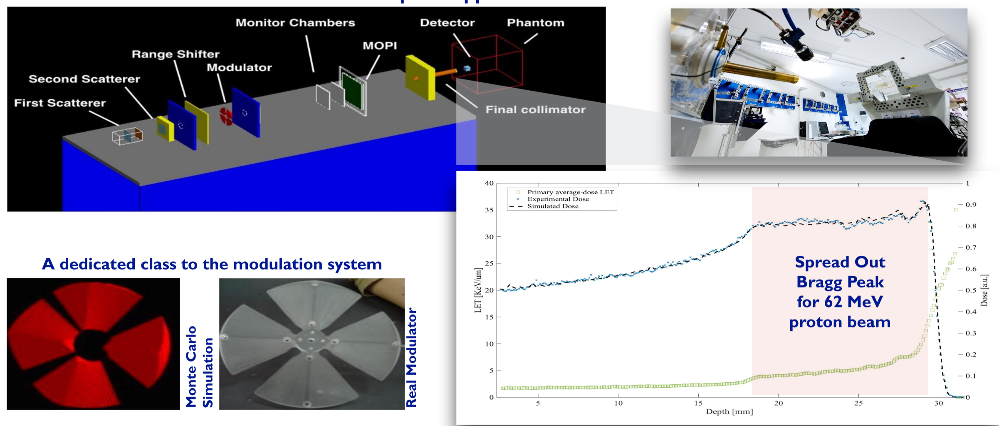 Monitor Chambers
Detector
Phantom
MOPI
Range Shifter
Modulator
Second Scatterer
First Scatterer
Final collimator
ASSE X
A dedicated class to the modulation system
Monte Carlo
Simulation
Real Modulator
Primary average-dose LET
Experimental Dose
Simulated Dose
40
35
30
25
20
15
10
5
0
LET [KeV/um]
1
0.9
0.8
0.7
0.6
0.5
0.4
0.3
0.2
0.1
0
Dose [a.u.]
Spread Out
Bragg Peak
for 62 MeV
proton beam
5
10
15
20
25
30
Depth [mm]